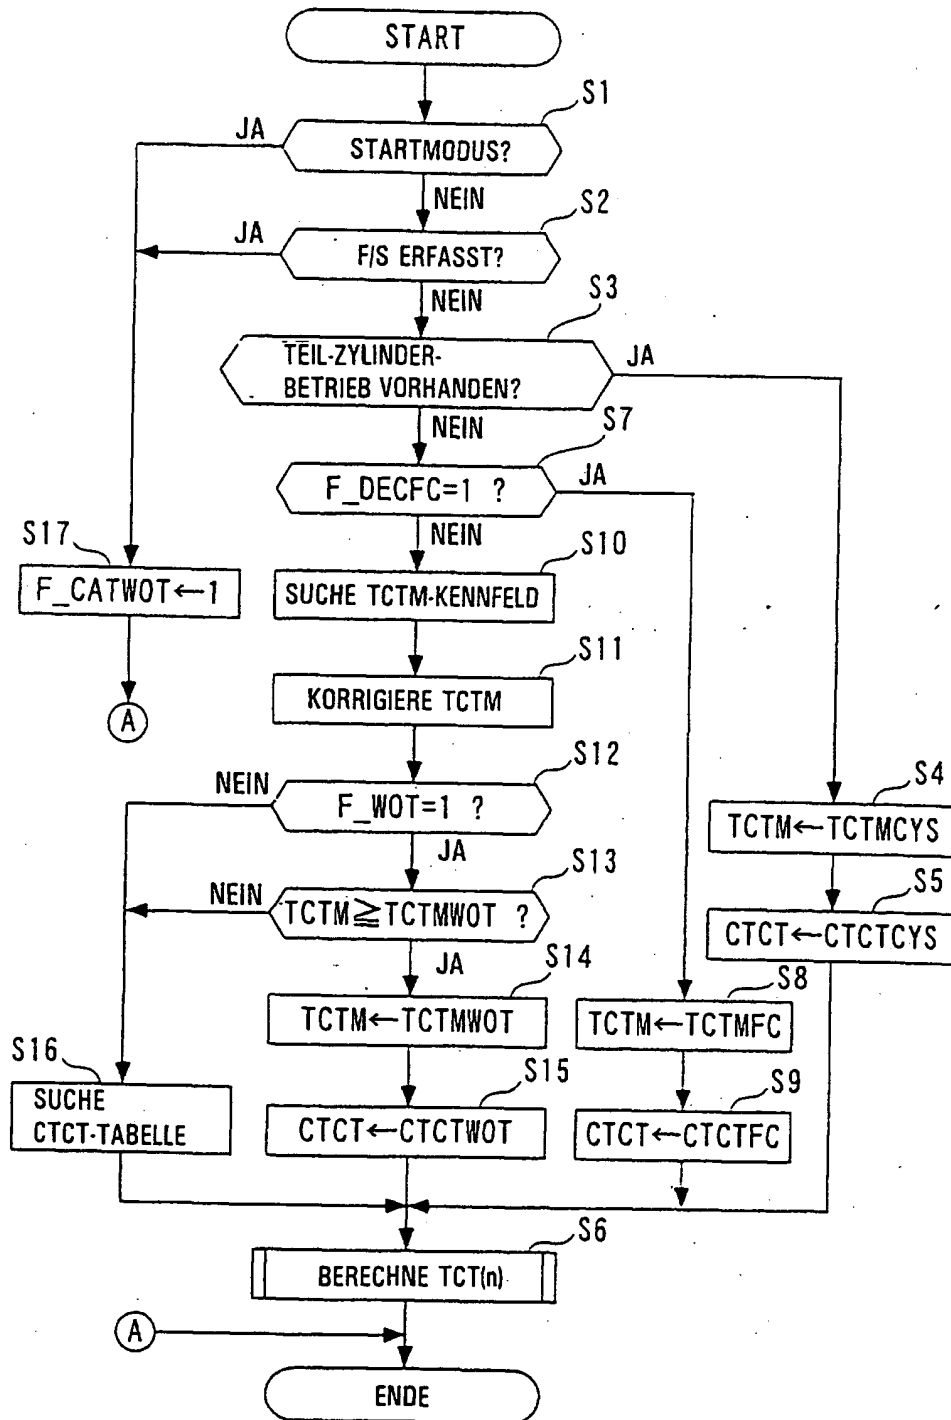 START
S1
JA
STARTMODUS?
NEIN
S2
JA
F/S ERFASST?
NEIN
S3
TEIL-ZYLINDER-
BETRIEB VORHANDEN?
JA
NEIN
S7
F_DECFC=1 ?
JA
NEIN
S17
F_CATWOT←1
S10
SUCHE TCTM-KENNFELD
S11
KORRIGIERE TCTM
A
S12
NEIN
F_WOT=1 ?
JA
S4
TCTM←TCTMCYS
S13
NEIN
TCTM≧TCTMWOT ?
JA
S5
CTCT←CTCTCYS
S14
TCTM←TCTMWOT
S8
TCTM←TCTMFC
S16
SUCHE
CTCT-TABELLE
S15
CTCT←CTCTWOT
S9
CTCT←CTCTFC
S6
BERECHNE TCT(n)
A
ENDE